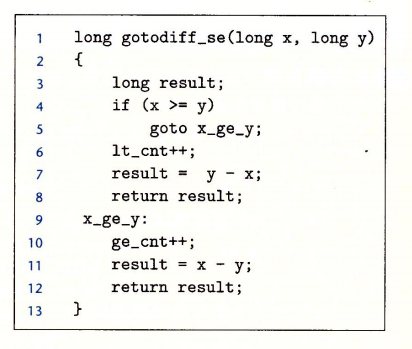 1 long gotodiff_se(long x, long y)
2 {
3 long result;
4 if (x >= y)
5 goto x_ge_y;
6 lt_cnt++;
7 result = y - x;
8 return result;
9 x_ge_y:
10 ge_cnt++;
11 result = x - y;
12 return result;
13 }